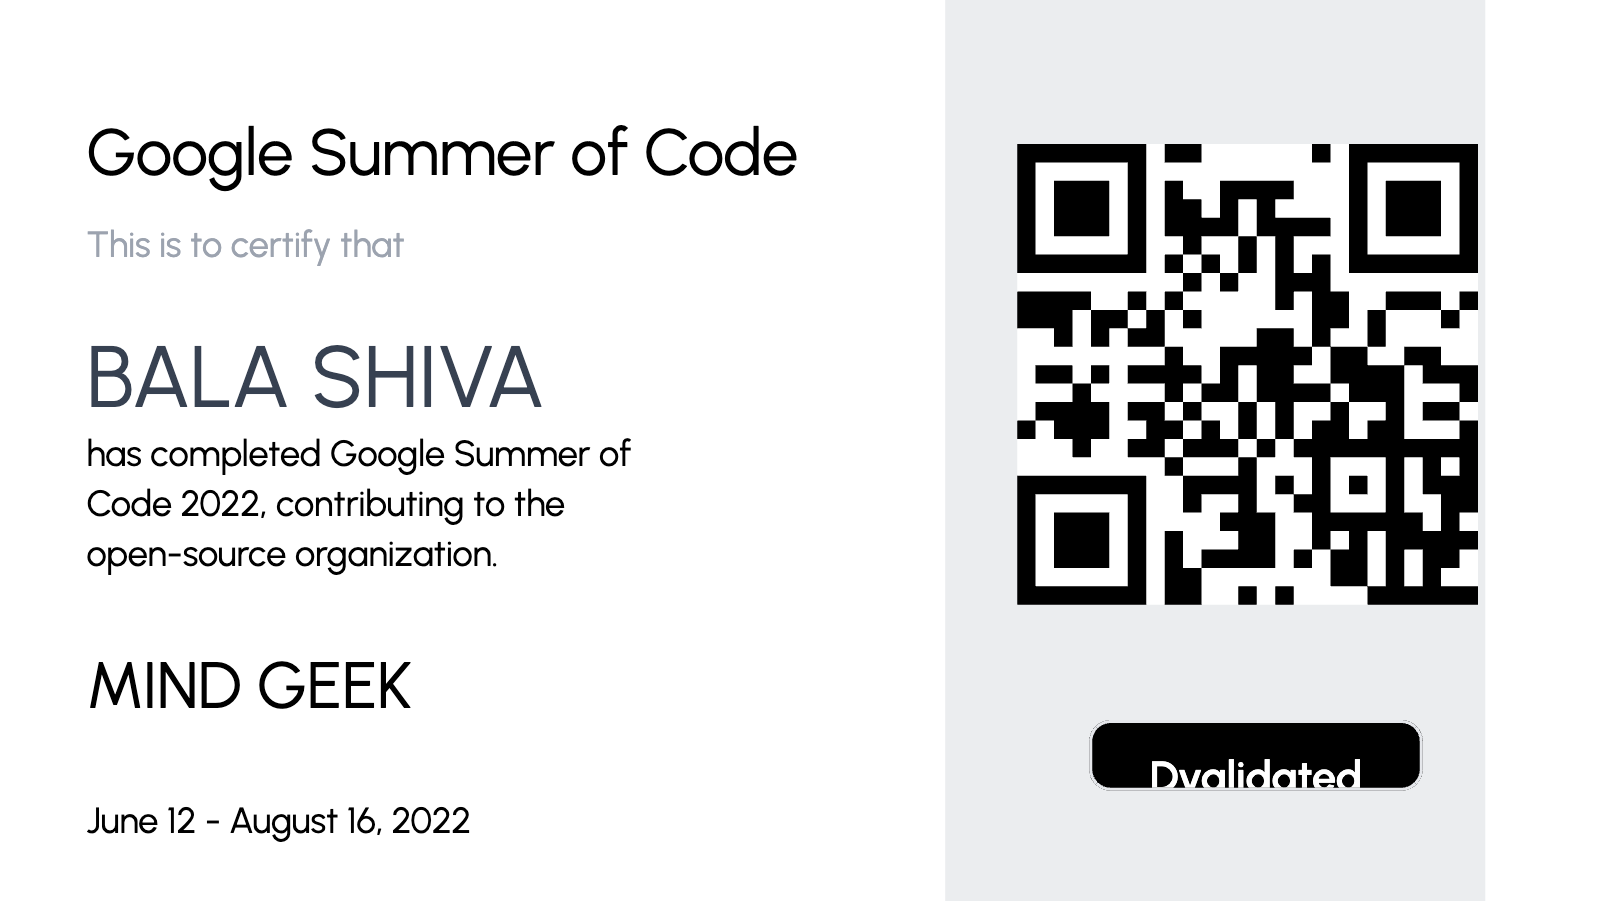 Google Summer of Code
This is to certify that
BALA SHIVA
has completed Google Summer of
Code 2022, contributing to the
open-source organization.
MIND GEEK
June 12 - August 16, 2022
Dvalidated